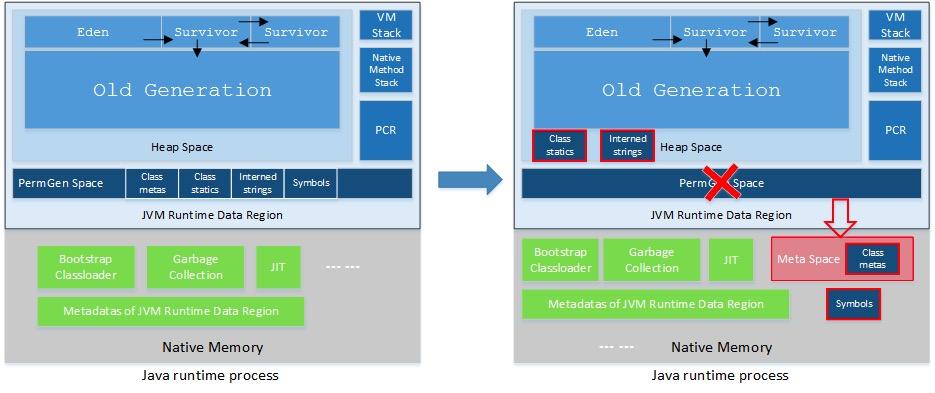 Eden
Survivor
Survivor
Old Generation
Heap Space
VM
Stack
Native
Method
Stack
PCR
PermGen Space
Class
metas
Class
statics
Interned
strings
Symbols
JVM Runtime Data Region
Bootstrap
Classloader
Garbage
Collection
JIT
--- ---
Metadatas of JVM Runtime Data Region
Native Memory
Java runtime process
Eden
Survivor
Survivor
Old Generation
Class
statics
Interned
strings
Heap Space
VM
Stack
Native
Method
Stack
PCR
PermGen Space
JVM Runtime Data Region
Bootstrap
Classloader
Garbage
Collection
JIT
Meta Space
Class
metas
Metadatas of JVM Runtime Data Region
Symbols
--- ---
Native Memory
Java runtime process